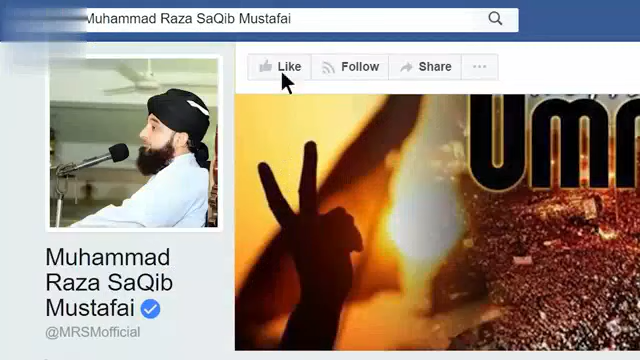 Muhammad Raza SaQib Mustafai
Like
Follow
Share
Muhammad
Raza SaQib
Mustafai
@MRSMofficial